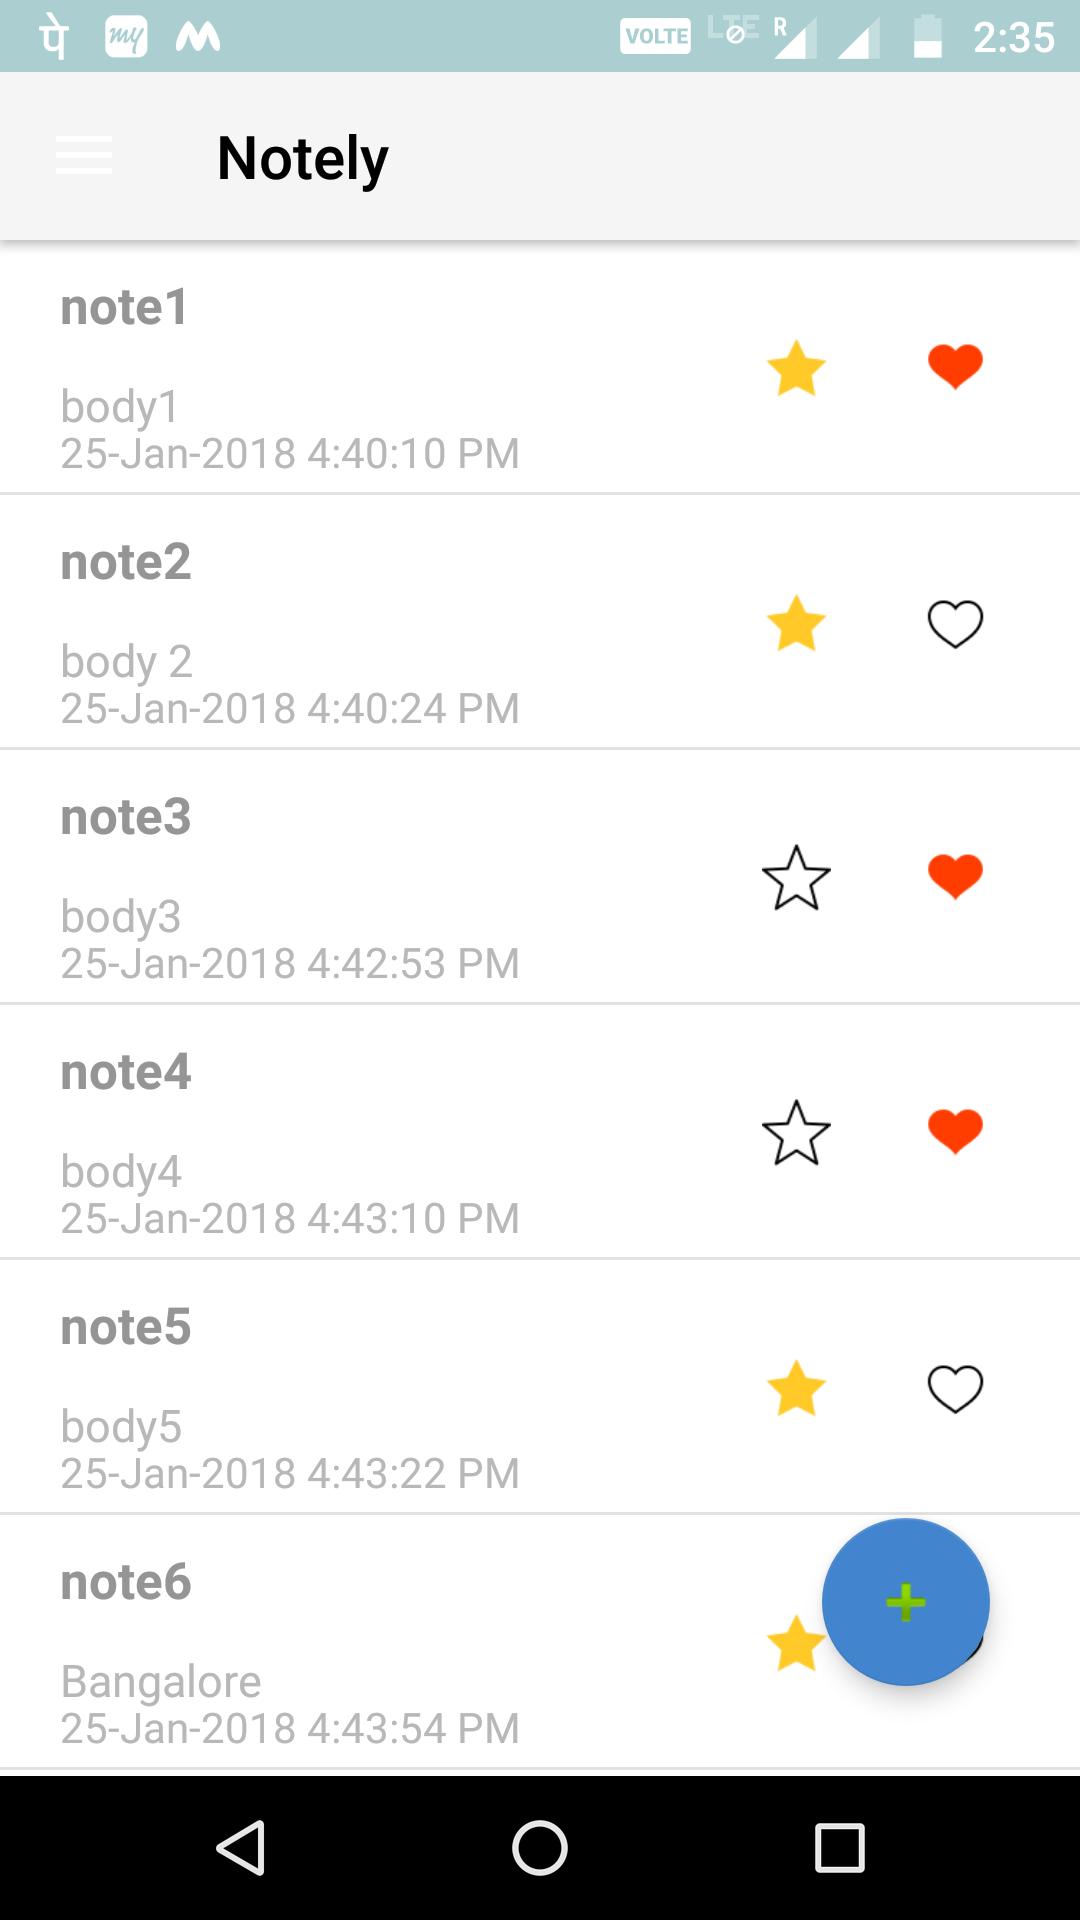 पे my VOLTE LTE R 2:35
Notely
note1
body1
25-Jan-2018 4:40:10 PM
note2
body 2
25-Jan-2018 4:40:24 PM
note3
body3
25-Jan-2018 4:42:53 PM
note4
body4
25-Jan-2018 4:43:10 PM
note5
body5
25-Jan-2018 4:43:22 PM
note6
Bangalore
25-Jan-2018 4:43:54 PM